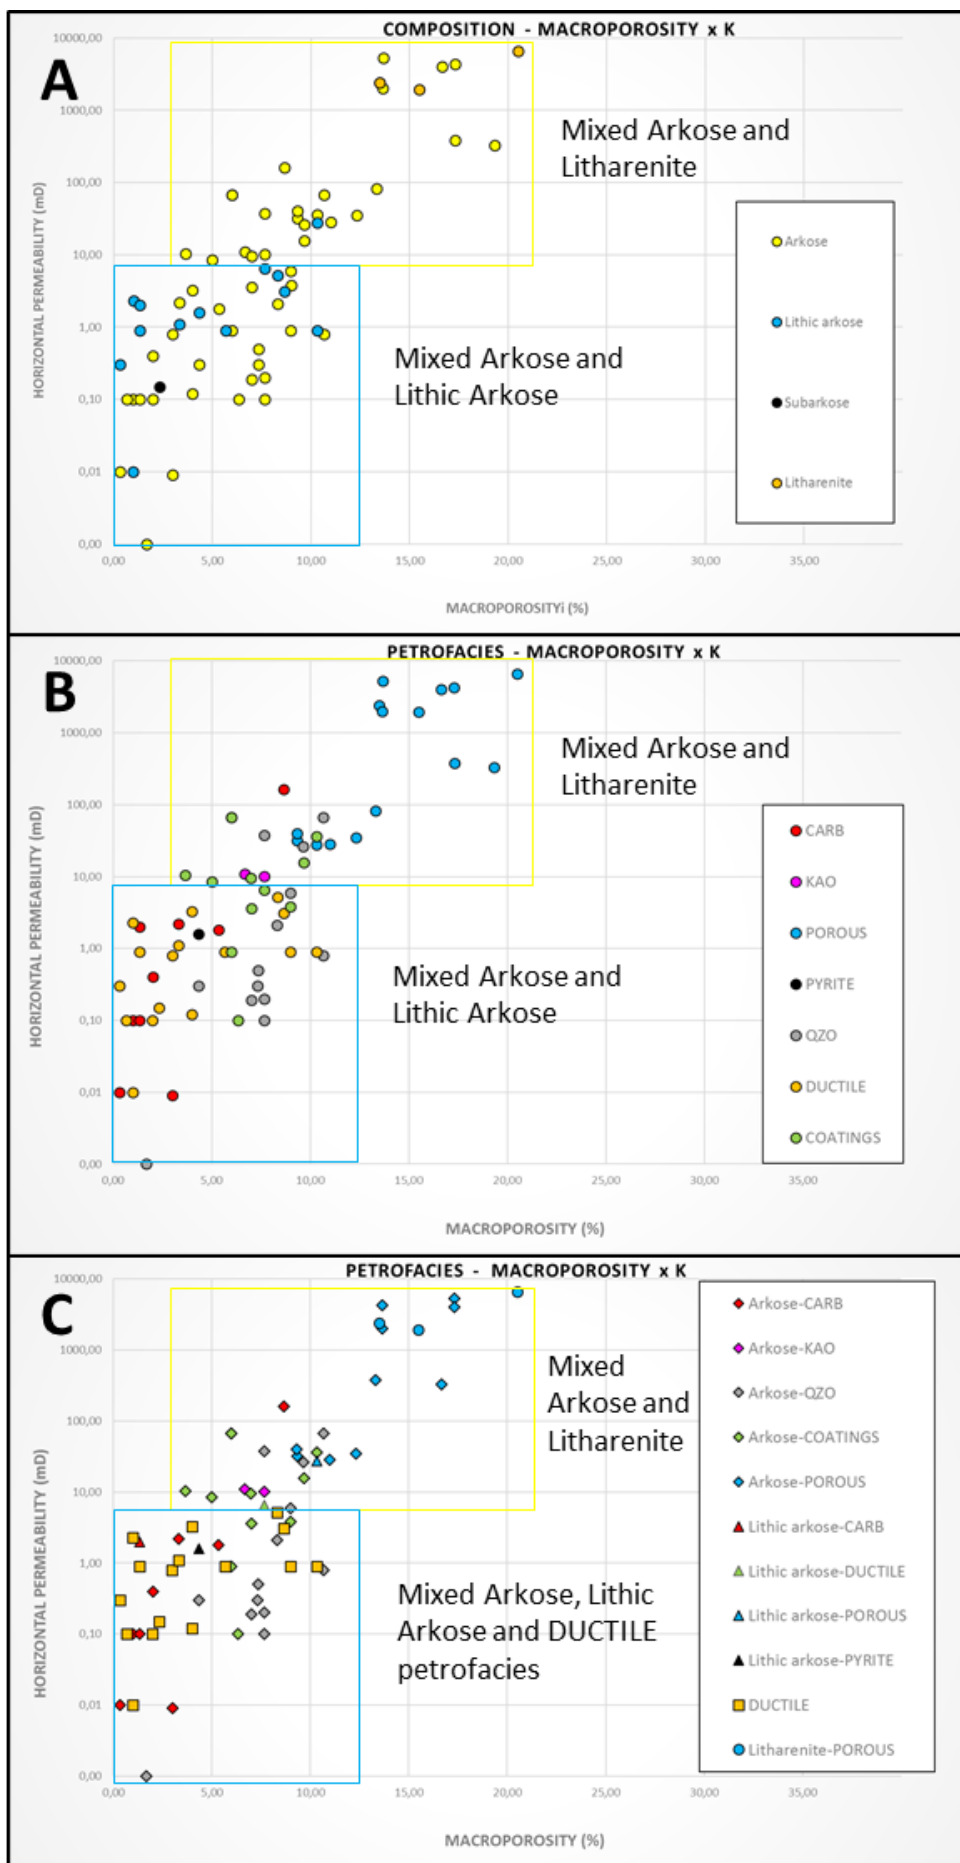 COMPOSITION - MACROPOROSITY x K
A
10000,00
1000,00
100,00
10,00
1,00
0,10
0,01
0,00
HORIZONTAL PERMEABILITY (mD)
Mixed Arkose and
Litharenite
Mixed Arkose and
Lithic Arkose
Arkose
Lithic arkose
Subarkose
Litharenite
0,00 5,00 10,00 15,00 20,00 25,00 30,00 35,00
MACROPOROSITYi (%)
PETROFACIES - MACROPOROSITY x K
B
10000,00
1000,00
100,00
10,00
1,00
0,10
0,01
0,00
HORIZONTAL PERMEABILITY (mD)
Mixed Arkose and
Litharenite
Mixed Arkose and
Lithic Arkose
CARB
KAO
POROUS
PYRITE
QZO
DUCTILE
COATINGS
0,00 5,00 10,00 15,00 20,00 25,00 30,00 35,00
MACROPOROSITY (%)
PETROFACIES - MACROPOROSITY x K
C
10000,00
1000,00
100,00
10,00
1,00
0,10
0,01
0,00
HORIZONTAL PERMEABILITY (mD)
Mixed
Arkose and
Litharenite
Mixed Arkose, Lithic
Arkose and DUCTILE
petrofacies
Arkose-CARB
Arkose-KAO
Arkose-QZO
Arkose-COATINGS
Arkose-POROUS
Lithic arkose-CARB
Lithic arkose-DUCTILE
Lithic arkose-POROUS
Lithic arkose-PYRITE
DUCTILE
Litharenite-POROUS
0,00 5,00 10,00 15,00 20,00 25,00 30,00 35,00
MACROPOROSITY (%)